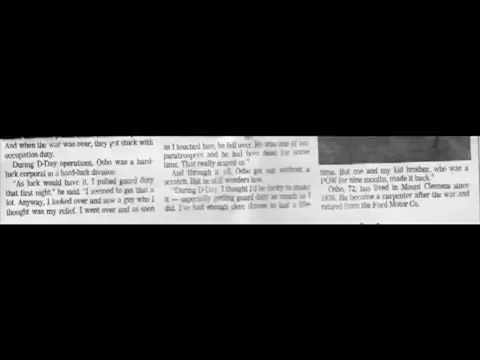 And when the war was over, they got stuck with
occupation duty.
During D-Day operations, Osho was a hard-
luck corporal in a hard-luck division.
"As luck would have it, I pulled guard duty
that first night," he said. "I seemed to get that a
lot. Anyway, I looked over and saw a guy who I
thought was my relief. I went over and as soon
as I touched him, he fell over. He was one of our
paratroopers and he had been dead for some
time. That really scared us."
And through it all, Osho got out without a
scratch. But he still wonders how.
"During D-Day, I thought I'd be lucky to make
it — especially getting guard duty as much as I
did. I've had enough close chances to last a life-
time. But me and my kid brother, who was a
POW for nine months, made it back."
Osho, 72, has lived in Mount Clemens since
He became a carpenter after the war and
retired from the Ford Motor Co.